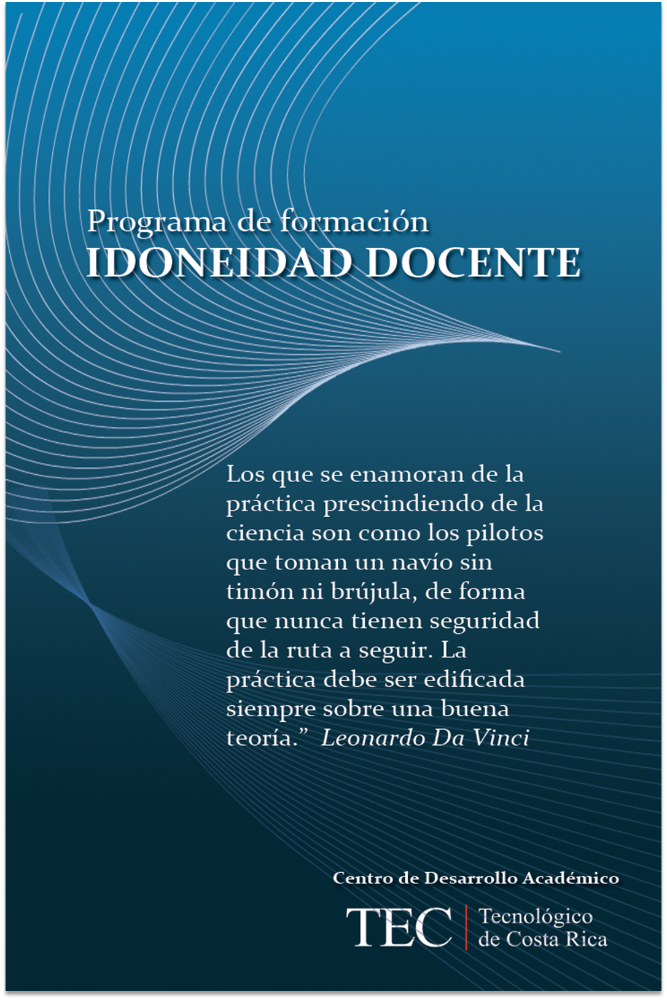 Programa de formación
IDONEIDAD DOCENTE
Los que se enamoran de la
práctica prescindiendo de la
ciencia son como los pilotos
que toman un navío sin
timón ni brújula, de forma
que nunca tienen seguridad
de la ruta a seguir. La
práctica debe ser edificada
siempre sobre una buena
teoría.” Leonardo Da Vinci
Centro de Desarrollo Académico
TEC | Tecnológico
de Costa Rica